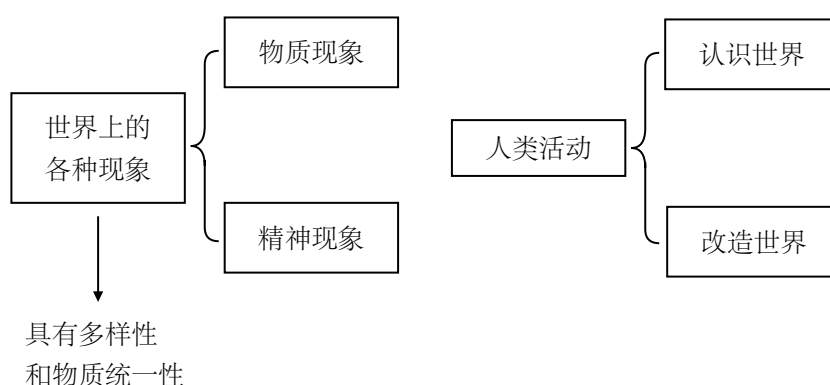 物质现象
世界上的
各种现象
精神现象
具有多样性
和物质统一性
认识世界
人类活动
改造世界